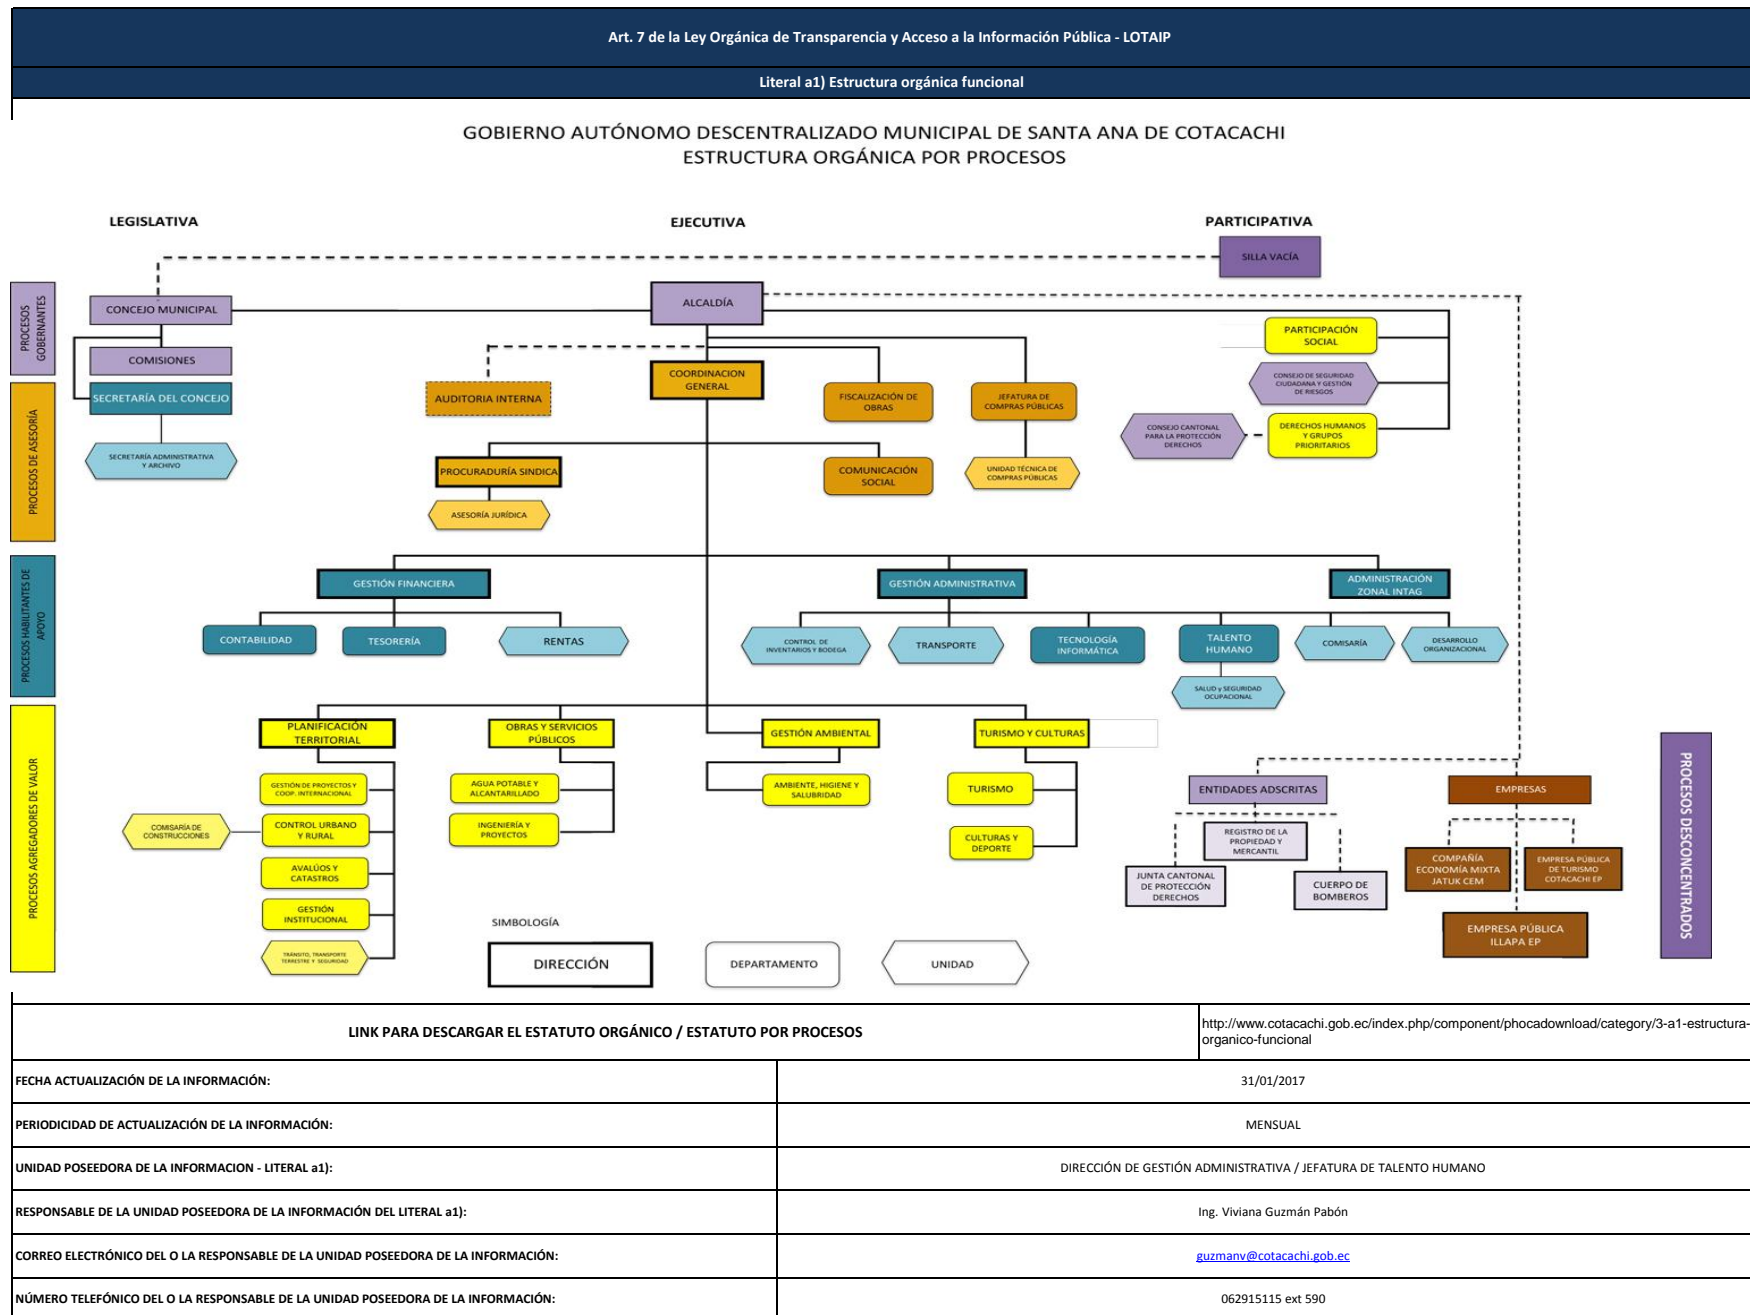 Art. 7 de la Ley Orgánica de Transparencia y Acceso a la Información Pública - LOTAIP
Literal a1) Estructura orgánica funcional
GOBIERNO AUTÓNOMO DESCENTRALIZADO MUNICIPAL DE SANTA ANA DE COTACACHI
ESTRUCTURA ORGÁNICA POR PROCESOS
LEGISLATIVA
EJECUTIVA
PARTICIPATIVA
SILLA VACÍA
PROCESOS
GOBERNANTES
CONCEJO MUNICIPAL
ALCALDÍA
COMISIONES
PARTICIPACIÓN
SOCIAL
SECRETARÍA DEL CONCEJO
AUDITORIA INTERNA
COORDINACION
GENERAL
FISCALIZACIÓN DE
OBRAS
JEFATURA DE
COMPRAS PÚBLICAS
CONSEJO DE SEGURIDAD
CIUDADANA Y GESTIÓN
DE RIESGOS
PROCESOS DE ASESORÍA
SECRETARÍA ADMINISTRATIVA
Y ARCHIVO
CONSEJO CANTONAL
PARA LA PROTECCIÓN
DERECHOS
DERECHOS HUMANOS
Y GRUPOS
PRIORITARIOS
PROCURADURÍA SINDICA
COMUNICACIÓN
SOCIAL
UNIDAD TÉCNICA DE
COMPRAS PÚBLICAS
ASESORÍA JURÍDICA
PROCESOS HABILITANTES DE
APOYO
GESTIÓN FINANCIERA
GESTIÓN ADMINISTRATIVA
ADMINISTRACIÓN
ZONAL INTAG
CONTABILIDAD
TESORERÍA
RENTAS
CONTROL DE
INVENTARIOS Y BODEGA
TRANSPORTE
TECNOLOGÍA
INFORMÁTICA
TALENTO
HUMANO
COMISARÍA
DESARROLLO
ORGANIZACIONAL
SALUD y SEGURIDAD
OCUPACIONAL
PROCESOS AGREGADORES DE VALOR
PLANIFICACIÓN
TERRITORIAL
OBRAS Y SERVICIOS
PÚBLICOS
GESTIÓN AMBIENTAL
TURISMO Y CULTURAS
GESTIÓN DE PROYECTOS Y
COOP. INTERNACIONAL
AGUA POTABLE Y
ALCANTARILLADO
AMBIENTE, HIGIENE Y
SALUBRIDAD
TURISMO
ENTIDADES ADSCRITAS
EMPRESAS
PROCESOS DESCONCENTRADOS
COMISARÍA DE
CONSTRUCCIONES
CONTROL URBANO
Y RURAL
INGENIERÍA Y
PROYECTOS
CULTURAS Y
DEPORTE
REGISTRO DE LA
PROPIEDAD Y
MERCANTIL
AVALÚOS Y
CATASTROS
JUNTA CANTONAL
DE PROTECCIÓN
DERECHOS
CUERPO DE
BOMBEROS
COMPAÑÍA
ECONOMÍA MIXTA
JATUK CEM
EMPRESA PÚBLICA
DE TURISMO
COTACACHI EP
GESTIÓN
INSTITUCIONAL
EMPRESA PÚBLICA
ILLAPA EP
TRÁNSITO, TRANSPORTE
TERRESTRE Y SEGURIDAD
SIMBOLOGÍA
DIRECCIÓN
DEPARTAMENTO
UNIDAD
LINK PARA DESCARGAR EL ESTATUTO ORGÁNICO / ESTATUTO POR PROCESOS
http://www.cotacachi.gob.ec/index.php/component/phocadownload/category/3-a1-estructura-
organico-funcional
FECHA ACTUALIZACIÓN DE LA INFORMACIÓN:
31/01/2017
PERIODICIDAD DE ACTUALIZACIÓN DE LA INFORMACIÓN:
MENSUAL
UNIDAD POSEEDORA DE LA INFORMACION - LITERAL a1):
DIRECCIÓN DE GESTIÓN ADMINISTRATIVA / JEFATURA DE TALENTO HUMANO
RESPONSABLE DE LA UNIDAD POSEEDORA DE LA INFORMACIÓN DEL LITERAL a1):
Ing. Viviana Guzmán Pabón
CORREO ELECTRÓNICO DEL O LA RESPONSABLE DE LA UNIDAD POSEEDORA DE LA INFORMACIÓN:
guzmanv@cotacachi.gob.ec
NÚMERO TELEFÓNICO DEL O LA RESPONSABLE DE LA UNIDAD POSEEDORA DE LA INFORMACIÓN:
062915115 ext 590